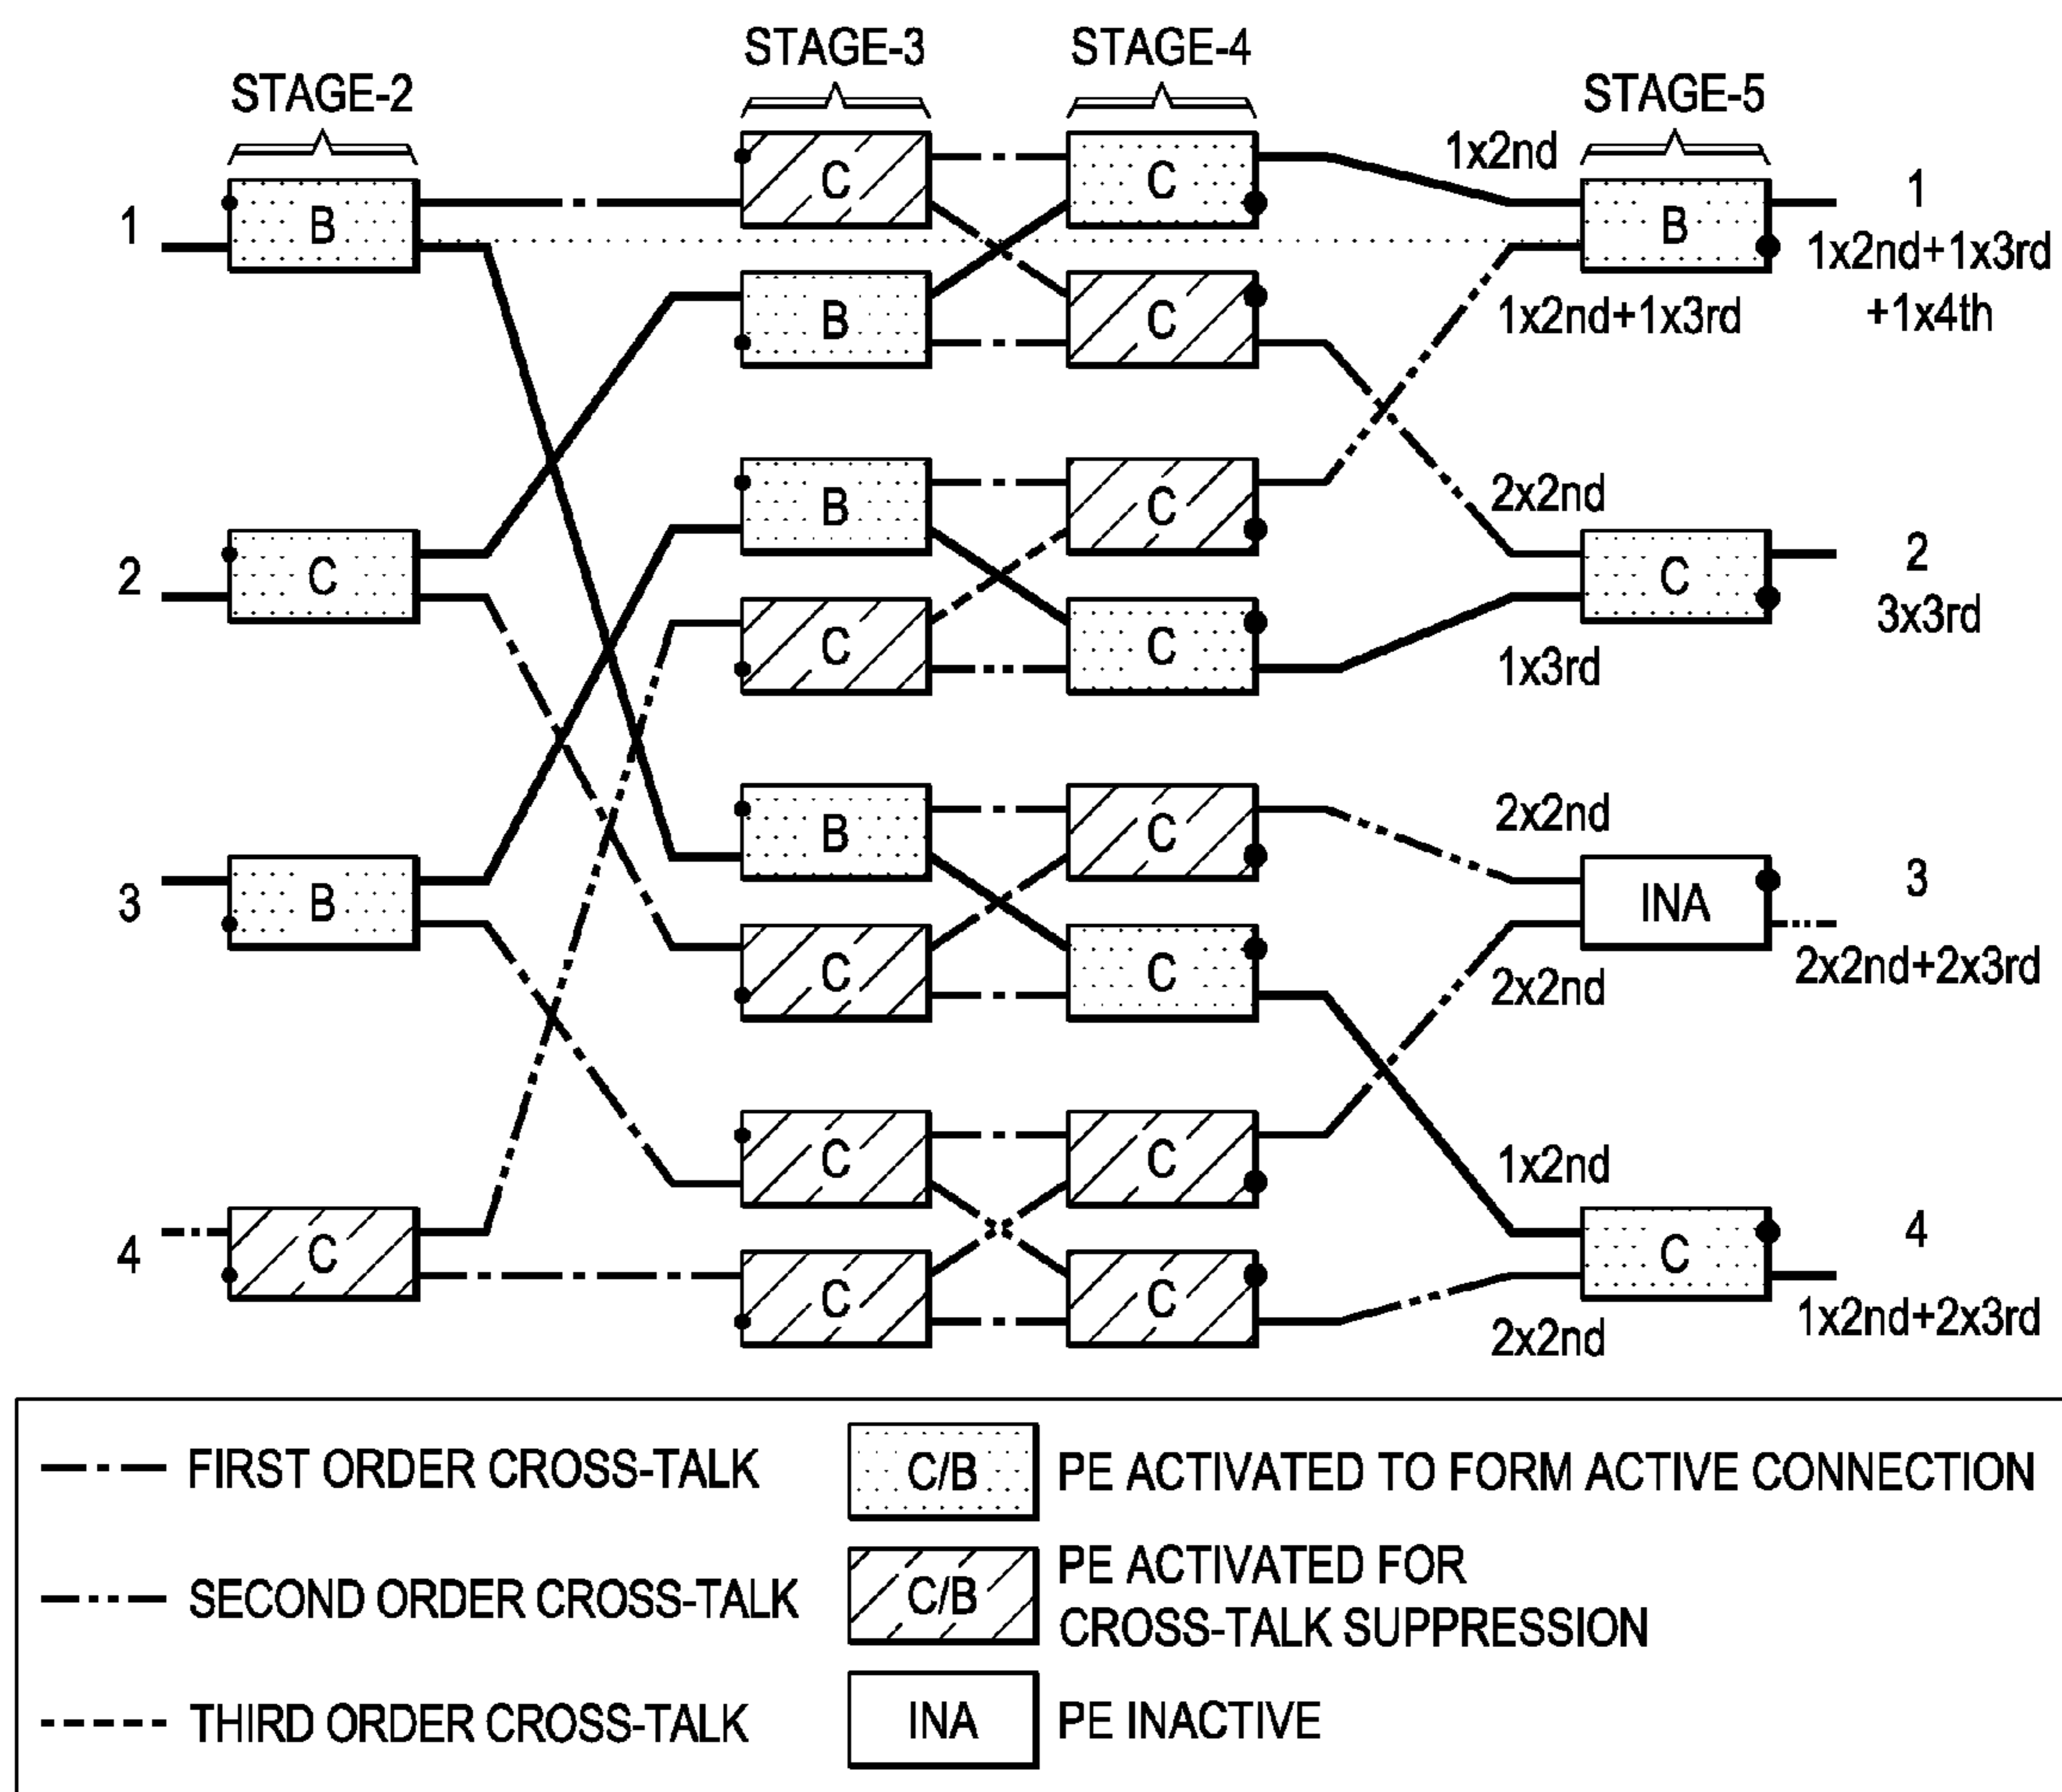 STAGE-3 STAGE-4
STAGE-2 STAGE-5
C C 1x2nd
1 B B 1
1x2nd+1x3rd
+1x4th
B C 1x2nd+1x3rd
B C 2x2nd
2 C C 2
3x3rd
C C 1x3rd
B C 2x2nd
3 B INA 3
C C 2x2nd 2x2nd+2x3rd
C C 1x2nd
4 C C 4
C C 2x2nd 1x2nd+2x3rd
FIRST ORDER CROSS-TALK C/B PE ACTIVATED TO FORM ACTIVE CONNECTION
SECOND ORDER CROSS-TALK C/B PE ACTIVATED FOR
CROSS-TALK SUPPRESSION
THIRD ORDER CROSS-TALK INA PE INACTIVE